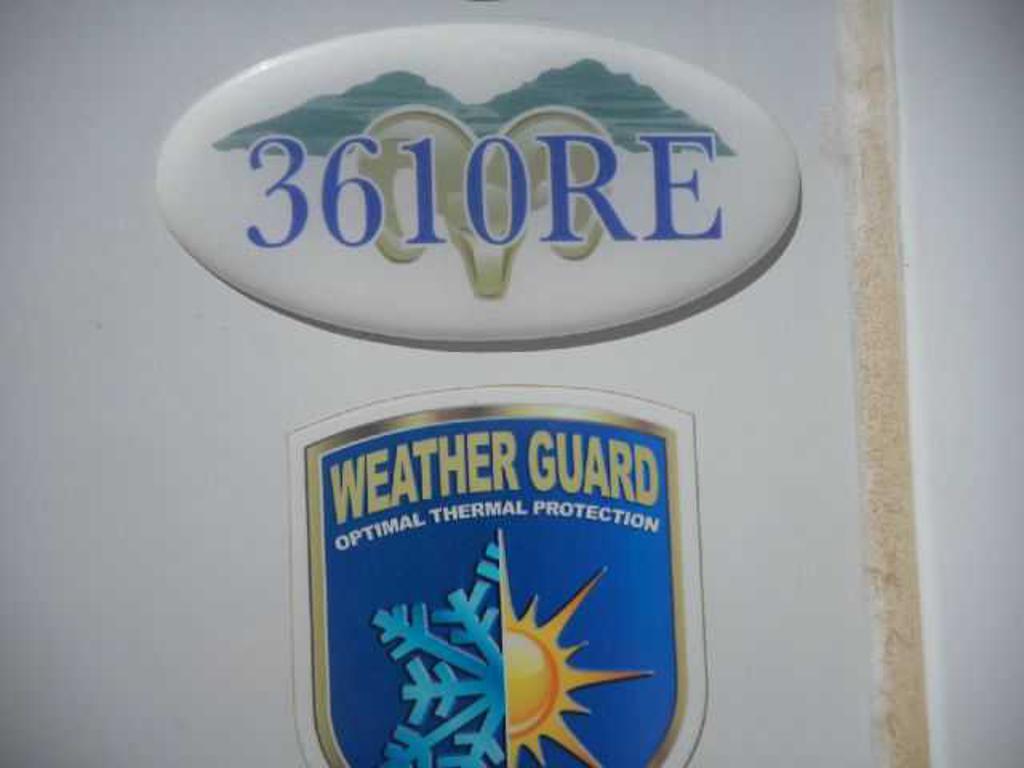 3610RE
WEATHER GUARD
OPTIMAL THERMAL PROTECTION